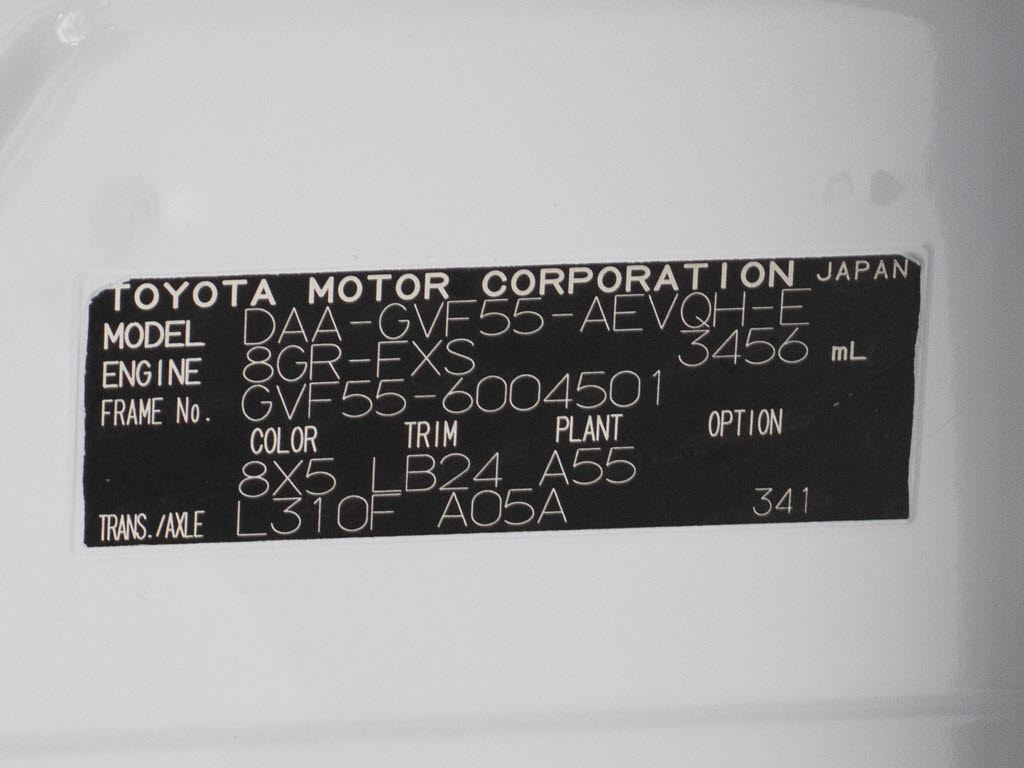 TOYOTA MOTOR CORPORATION JAPAN
MODEL DAA-GVF55-AEVQH-E
ENGINE 8GR-FXS 3456 mL
FRAME No. GVF55-6004501
COLOR TRIM PLANT OPTION
8X5 LB24 A55
TRANS./AXLE L310F A05A 341